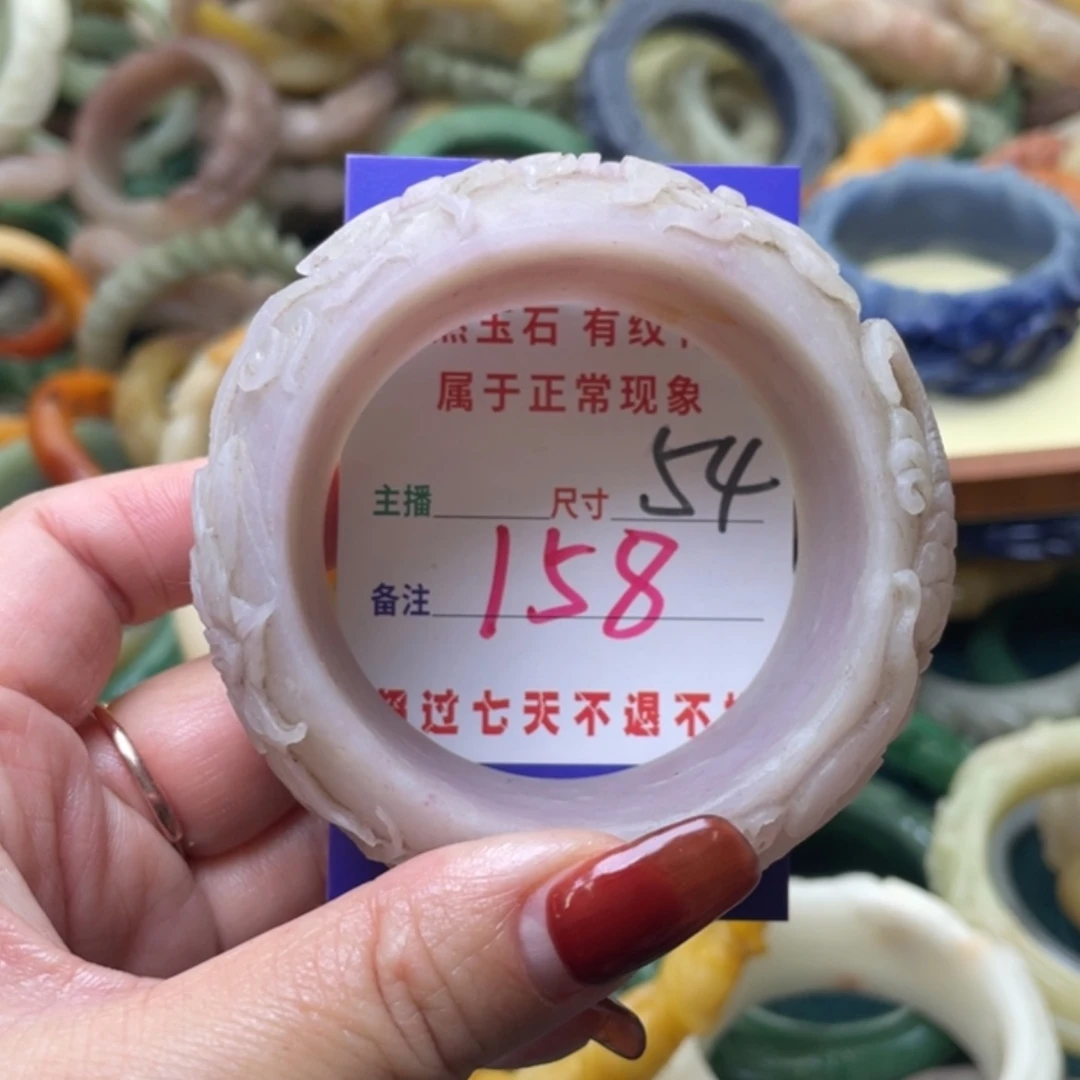 玉石 有纹
属于正常现象
主播 尺寸 54
备注 158
过七天不退不